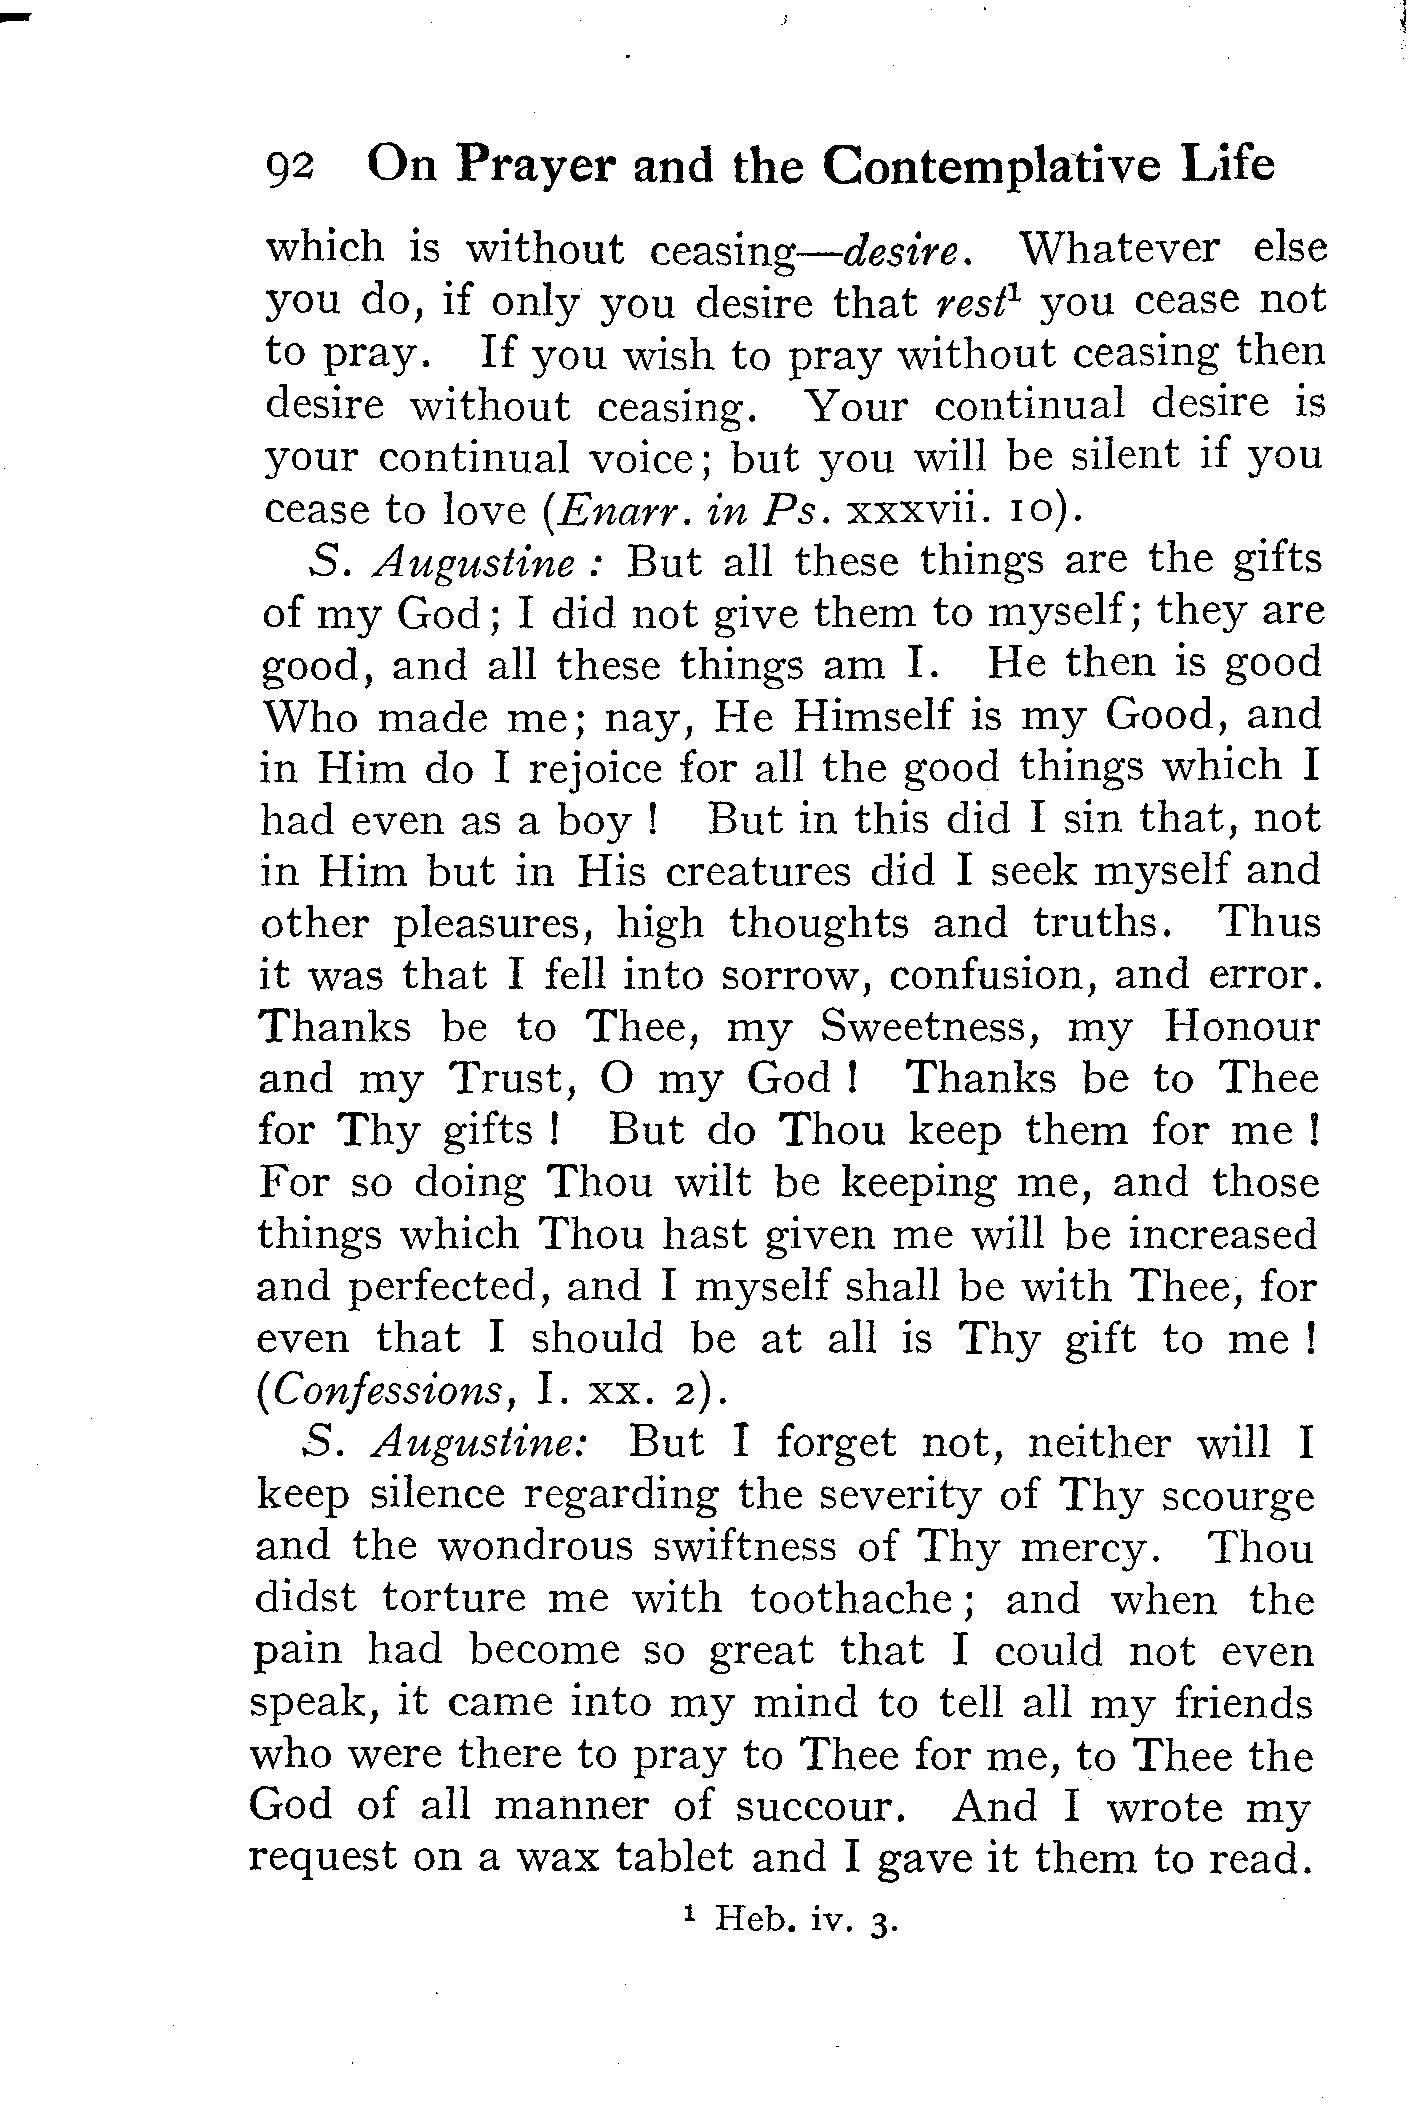 92 On Prayer and the Contemplative Life
which is without ceasing—desire. Whatever else
you do, if only you desire that rest¹ you cease not
to pray. If you wish to pray without ceasing then
desire without ceasing. Your continual desire is
your continual voice; but you will be silent if you
cease to love (Enarr. in Ps. xxxvii. 10).
S. Augustine : But all these things are the gifts
of my God; I did not give them to myself; they are
good, and all these things am I. He then is good
Who made me; nay, He Himself is my Good, and
in Him do I rejoice for all the good things which I
had even as a boy ! But in this did I sin that, not
in Him but in His creatures did I seek myself and
other pleasures, high thoughts and truths. Thus
it was that I fell into sorrow, confusion, and error.
Thanks be to Thee, my Sweetness, my Honour
and my Trust, O my God ! Thanks be to Thee
for Thy gifts ! But do Thou keep them for me !
For so doing Thou wilt be keeping me, and those
things which Thou hast given me will be increased
and perfected, and I myself shall be with Thee, for
even that I should be at all is Thy gift to me !
(Confessions, I. xx. 2).
S. Augustine: But I forget not, neither will I
keep silence regarding the severity of Thy scourge
and the wondrous swiftness of Thy mercy. Thou
didst torture me with toothache; and when the
pain had become so great that I could not even
speak, it came into my mind to tell all my friends
who were there to pray to Thee for me, to Thee the
God of all manner of succour. And I wrote my
request on a wax tablet and I gave it them to read.
¹ Heb. iv. 3.